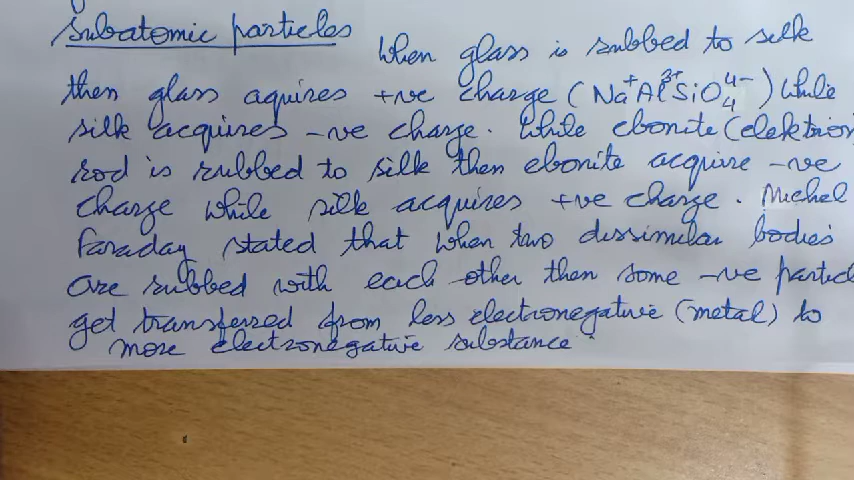 Subatomic particles
When glass is rubbed to silk
then glass aquires +ve charge (Na⁺Al³⁺SiO₄⁴⁻) while
silk acquires -ve charge. While ebonite (elektron
rod is rubbed to silk then ebonite acquire -ve
charge while silk acquires +ve charge. Michel
Faraday stated that when two dissimilar bodies
are rubbed with each other then some -ve particl
get transferred from less electronegative (metal) to
more electronegative substance.